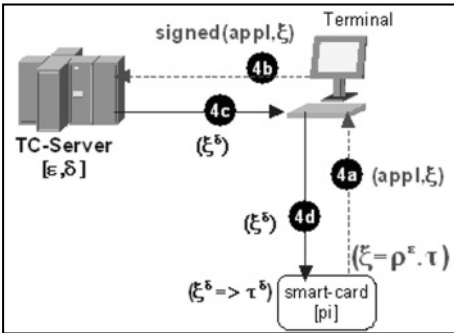 Terminal
signed(appl,ξ)
4b
4c
(ξ^δ)
TC-Server
[ε,δ]
4a
(appl,ξ)
4d
(ξ^δ)
(ξ=ρ^ε.τ)
(ξ^δ => τ^δ)
smart-card
[pi]